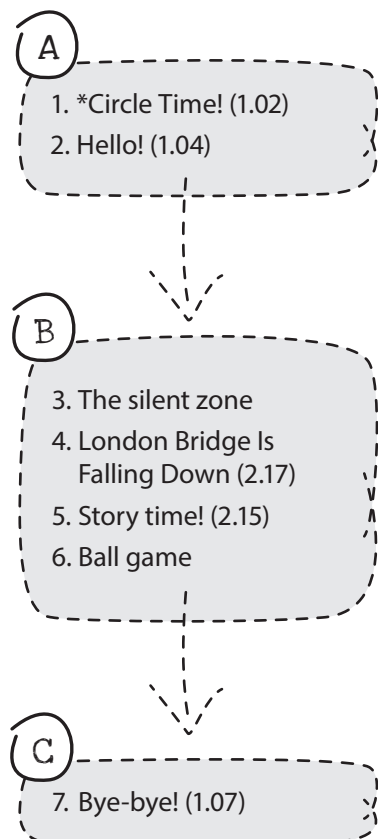 A
1. *Circle Time! (1.02)
2. Hello! (1.04)
B
3. The silent zone
4. London Bridge Is
Falling Down (2.17)
5. Story time! (2.15)
6. Ball game
C
7. Bye-bye! (1.07)